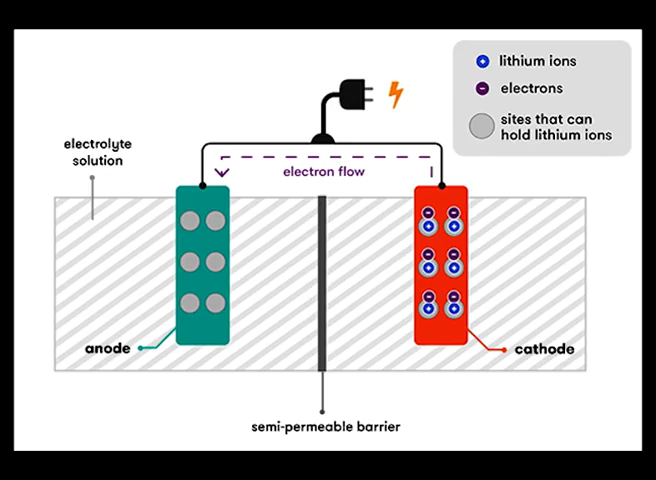 lithium ions
electrons
sites that can
hold lithium ions
electrolyte
solution
electron flow
anode
cathode
semi-permeable barrier